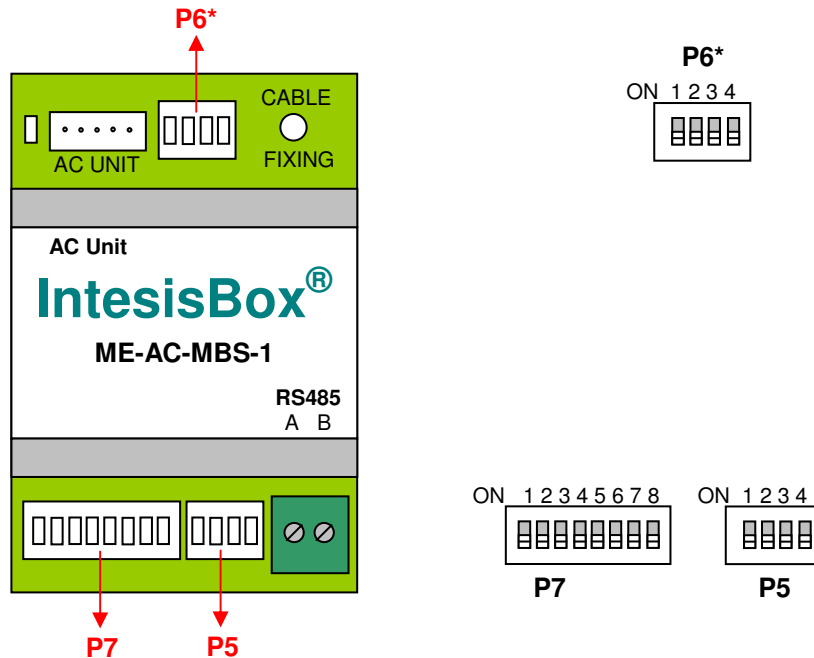 P6*
CABLE
AC UNIT
FIXING
AC Unit
IntesisBox®
ME-AC-MBS-1
RS485
A B
P7
P5
P6*
ON 1 2 3 4
ON 1 2 3 4 5 6 7 8
P7
ON 1 2 3 4
P5